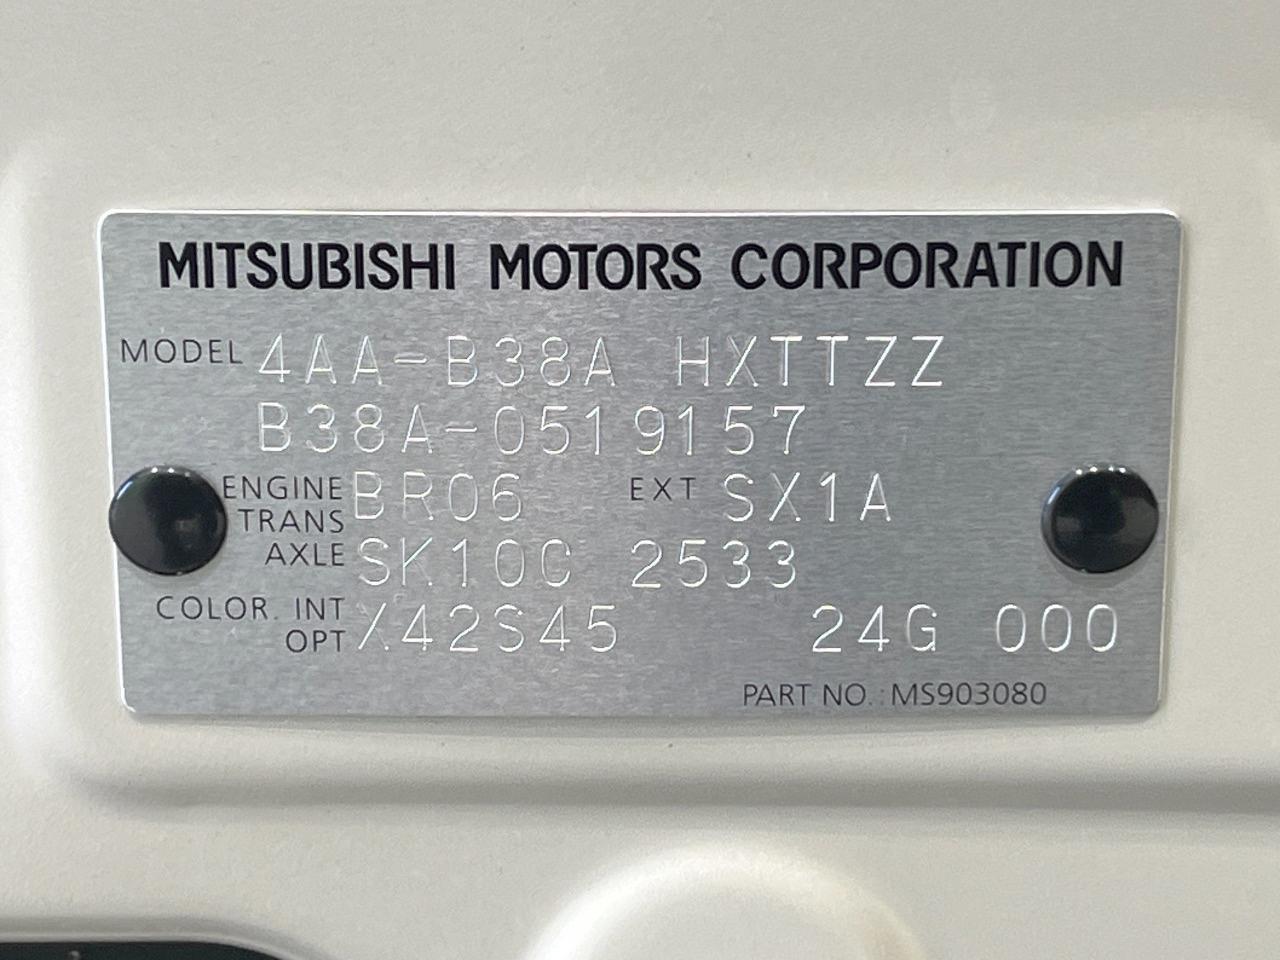 MITSUBISHI MOTORS CORPORATION
MODEL 4AA-B38A HXTTZZ
B38A-0519157
ENGINE BR06 EXT SX1A
TRANS
AXLE SK10C 2533
COLOR. INT
OPT X42S45 24G 000
PART NO.: MS903080